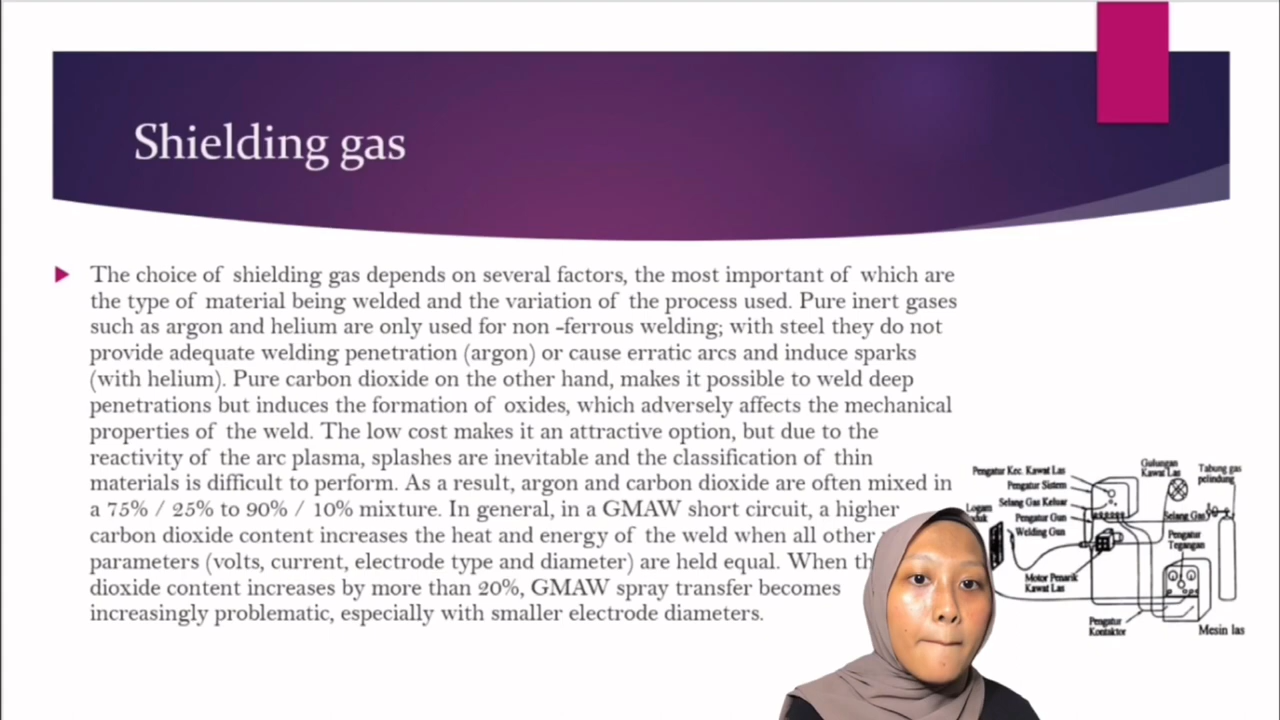 Shielding gas
The choice of shielding gas depends on several factors, the most important of which are
the type of material being welded and the variation of the process used. Pure inert gases
such as argon and helium are only used for non -ferrous welding; with steel they do not
provide adequate welding penetration (argon) or cause erratic arcs and induce sparks
(with helium). Pure carbon dioxide on the other hand, makes it possible to weld deep
penetrations but induces the formation of oxides, which adversely affects the mechanical
properties of the weld. The low cost makes it an attractive option, but due to the
reactivity of the arc plasma, splashes are inevitable and the classification of thin
materials is difficult to perform. As a result, argon and carbon dioxide are often mixed in
a 75% / 25% to 90% / 10% mixture. In general, in a GMAW short circuit, a higher
carbon dioxide content increases the heat and energy of the weld when all other
parameters (volts, current, electrode type and diameter) are held equal. When
dioxide content increases by more than 20%, GMAW spray transfer becomes
increasingly problematic, especially with smaller electrode diameters.
Pengatur Kec. Kawat Las
Pengatur Sistem
Selang Gas Keluar
Logam
Pengatur Gun
Welding Gun
Motor Penarik
Kawat Las
Pengatur
Kontaktor
Gulungan
Kawat Las
Tabung gas
pelindung
Selang Gas
Pengatur
Tegangan
Mesin las